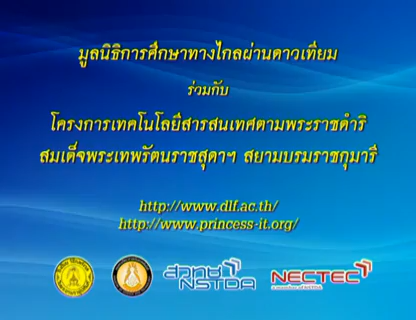 มูลนิธิการศึกษาทางไกลผ่านดาวเทียม
ร่วมกับ
โครงการเทคโนโลยีสารสนเทศตามพระราชดำริ
สมเด็จพระเทพรัตนราชสุดาฯ สยามบรมราชกุมารี
http://www.dlf.ac.th/
http://www.princess-it.org/
สวทช
NSTDA
NECTEC
a member of NSTDA